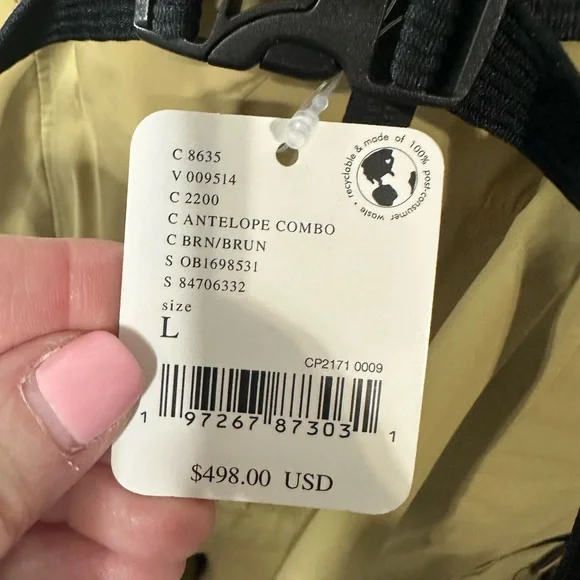 C 8635
V 009514
C 2200
C ANTELOPE COMBO
C BRN/BRUN
S OB1698531
S 84706332
size
L
recyclable & made of 100% post-consumer waste •
CP2171 0009
1 97267 87303 1
$498.00 USD